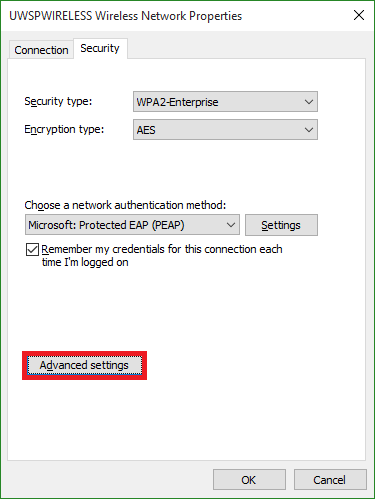 UWSPWIRELESS Wireless Network Properties
Connection
Security
Security type:
WPA2-Enterprise
Encryption type:
AES
Choose a network authentication method:
Microsoft: Protected EAP (PEAP)
Settings
Remember my credentials for this connection each
time I'm logged on
Advanced settings
OK
Cancel